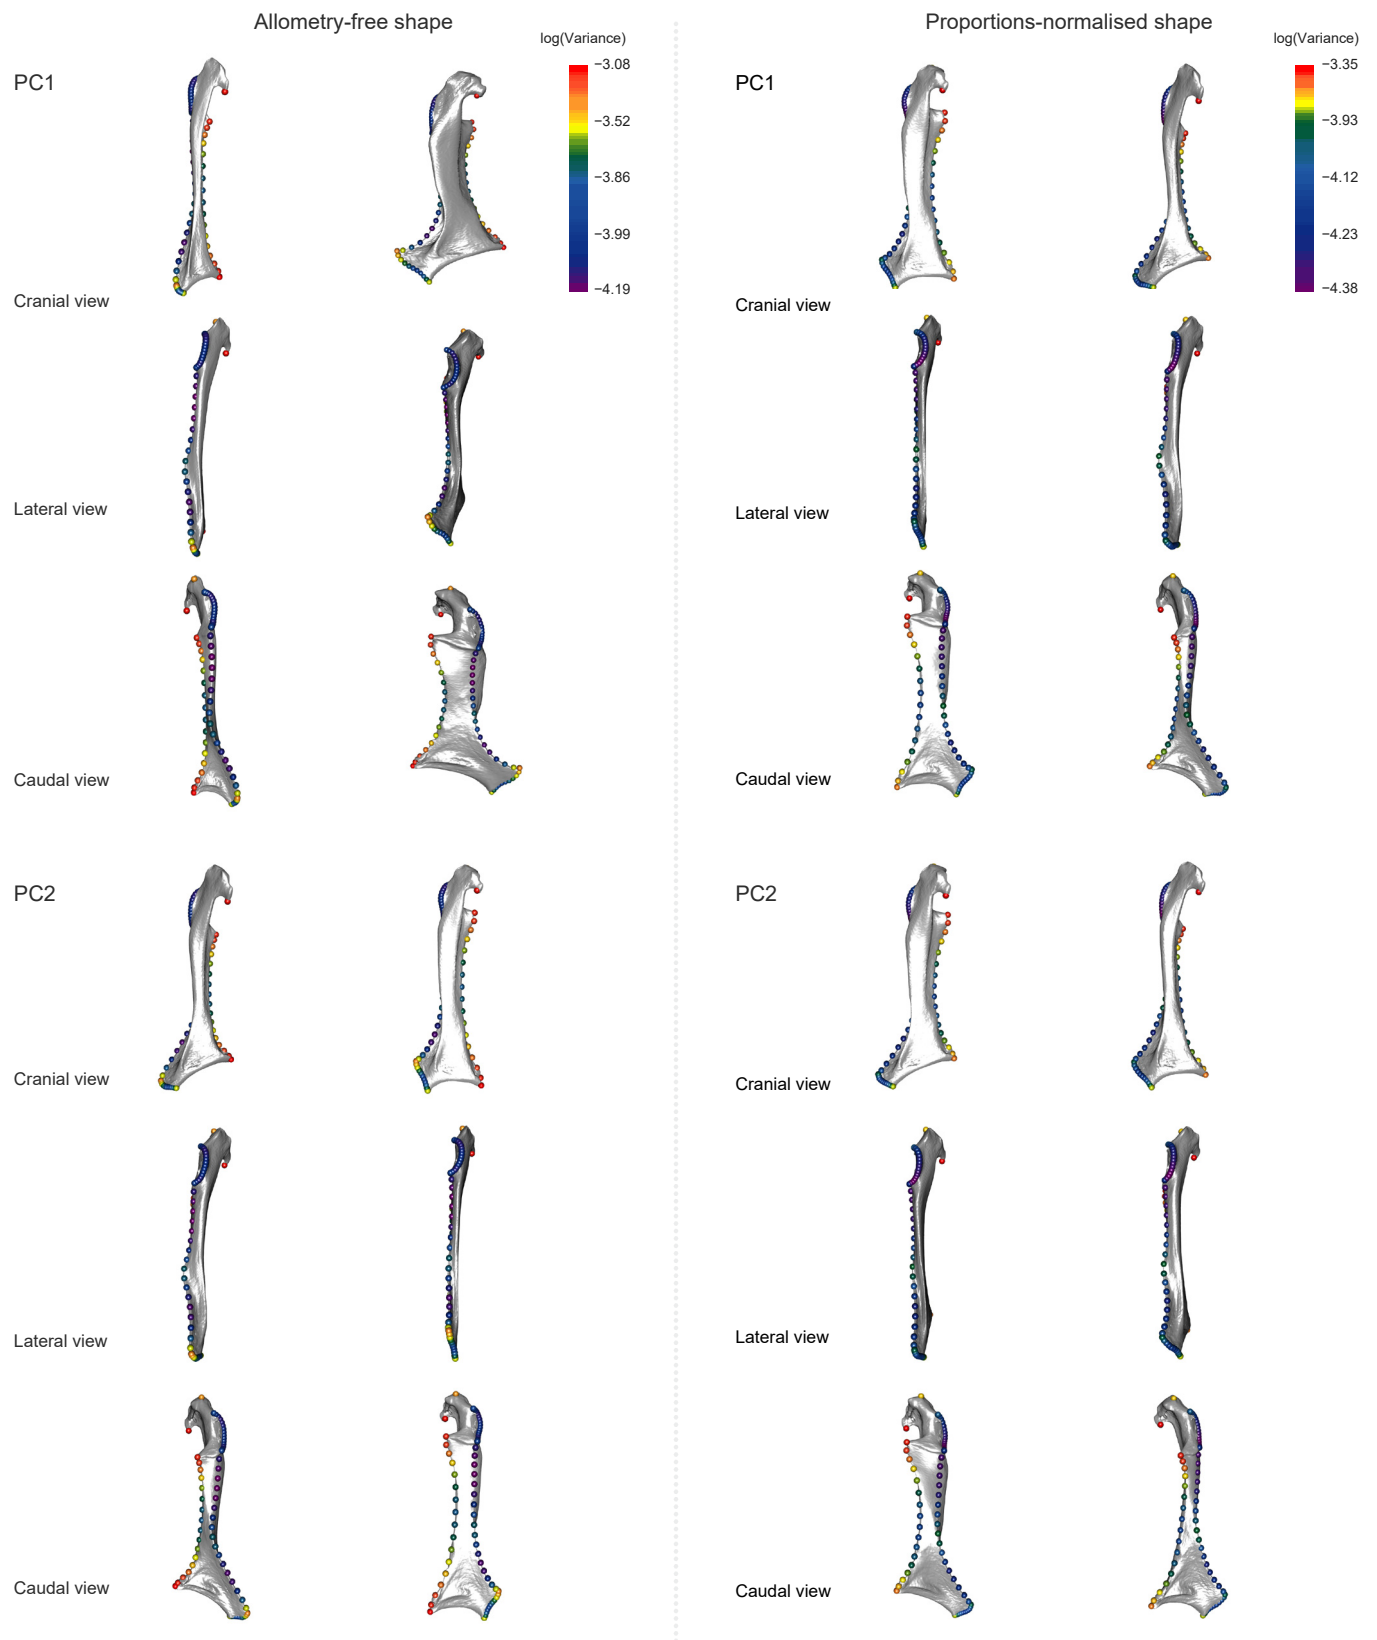 Allometry-free shape
Proportions-normalised shape
log(Variance)
log(Variance)
PC1
−3.08
−3.52
−3.86
−3.99
−4.19
PC1
−3.35
−3.93
−4.12
−4.23
−4.38
Cranial view
Cranial view
Lateral view
Lateral view
Caudal view
Caudal view
PC2
PC2
Cranial view
Cranial view
Lateral view
Lateral view
Caudal view
Caudal view